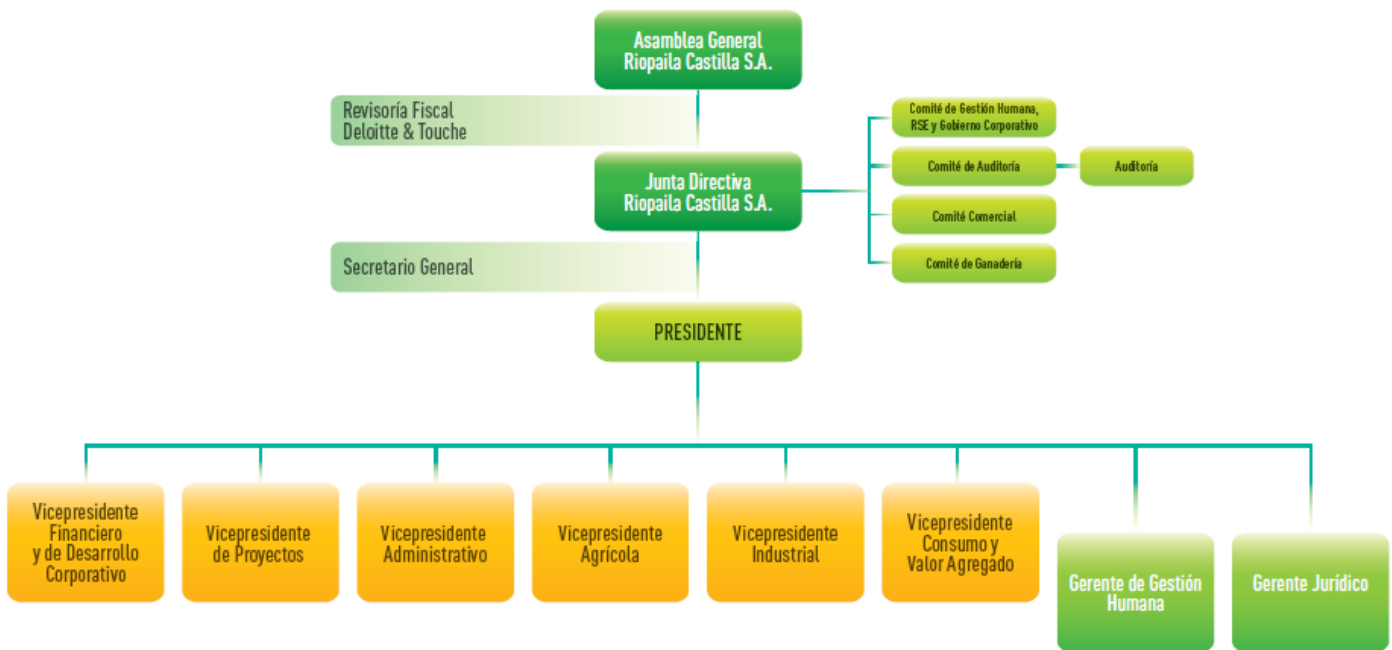 Asamblea General
Riopaila Castilla S.A.
Revisoría Fiscal
Deloitte & Touche
Comité de Gestión Humana,
RSE y Gobierno Corporativo
Comité de Auditoría
Auditoría
Junta Directiva
Riopaila Castilla S.A.
Comité Comercial
Comité de Ganadería
Secretario General
PRESIDENTE
Vicepresidente
Financiero
y de Desarrollo
Corporativo
Vicepresidente
de Proyectos
Vicepresidente
Administrativo
Vicepresidente
Agrícola
Vicepresidente
Industrial
Vicepresidente
Consumo y
Valor Agregado
Gerente de Gestión
Humana
Gerente Jurídico